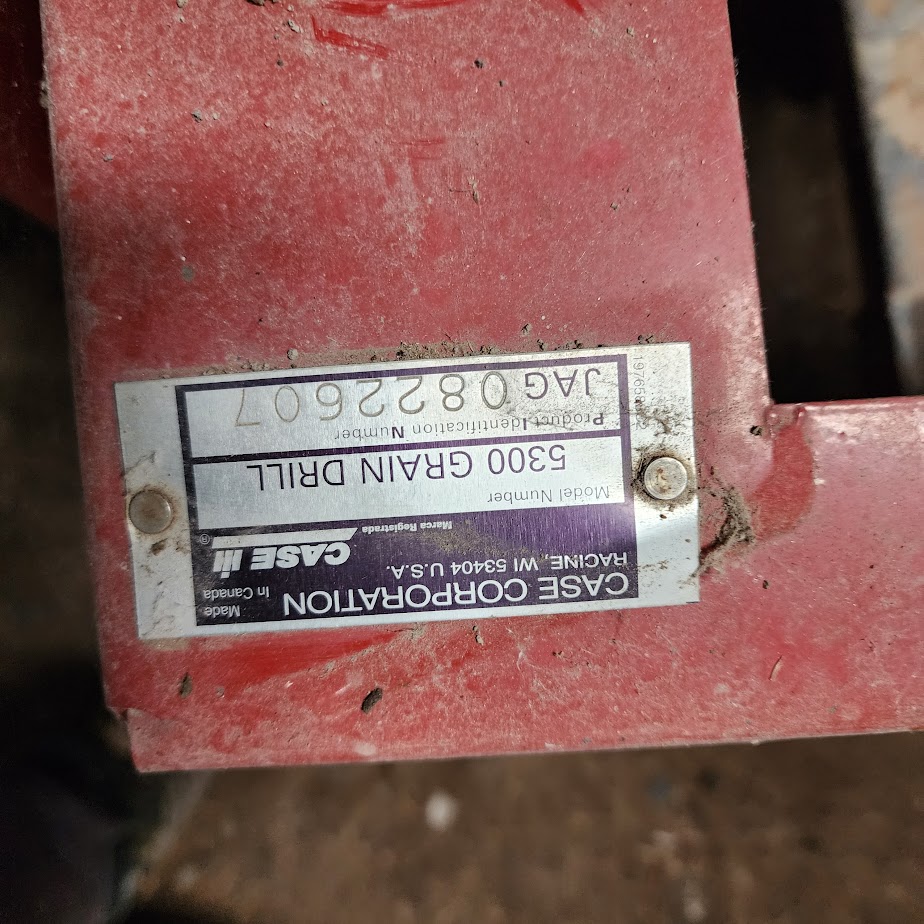 CASE CORPORATION
RACINE, WI 53404 U.S.A.
Made
In Canada
CASE III ®
Marca Registrada
Model Number
5300 GRAIN DRILL
Product Identification Number
JAG0822607